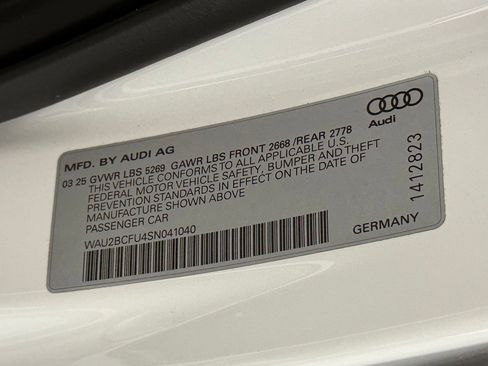 MFD. BY AUDI AG
Audi
03 25 GVWR LBS 5269 GAWR LBS FRONT 2668 /REAR 2778
THIS VEHICLE CONFORMS TO ALL APPLICABLE U.S.
FEDERAL MOTOR VEHICLE SAFETY, BUMPER AND THEFT
PREVENTION STANDARDS IN EFFECT ON THE DATE OF
MANUFACTURE SHOWN ABOVE
PASSENGER CAR
WAU2BCFU4SN041040
GERMANY
1412823